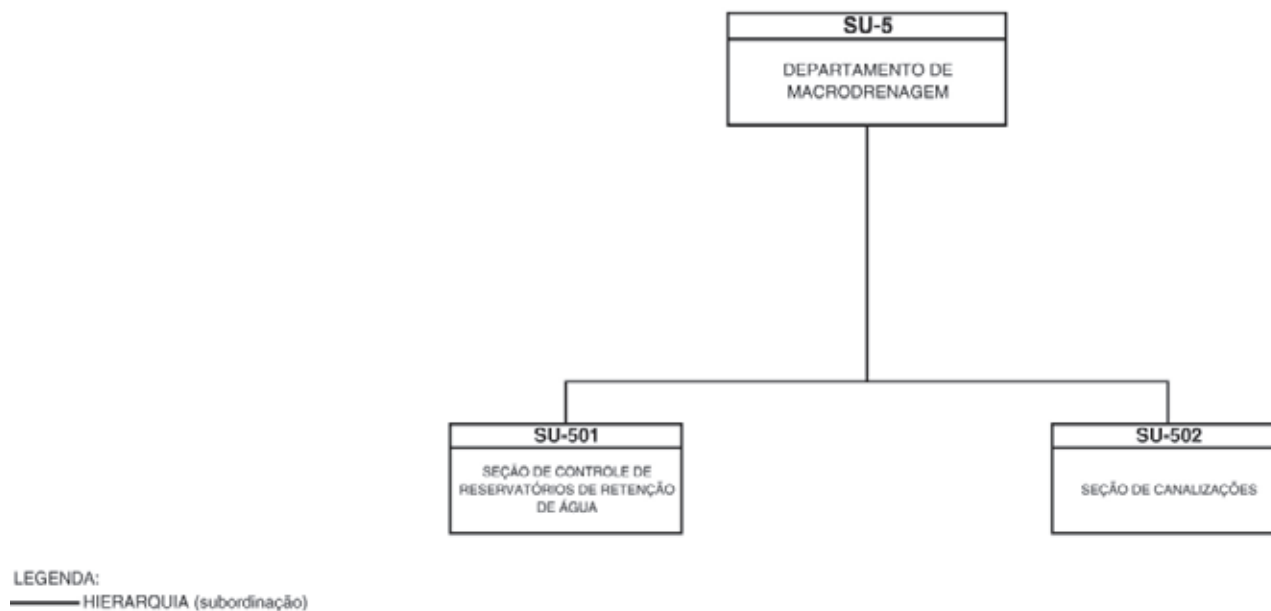 SU-5
DEPARTAMENTO DE
MACRODRENAGEM
SU-501
SEÇÃO DE CONTROLE DE
RESERVATÓRIOS DE RETENÇÃO
DE ÁGUA
SU-502
SEÇÃO DE CANALIZAÇÕES
LEGENDA:
HIERARQUIA (subordinação)